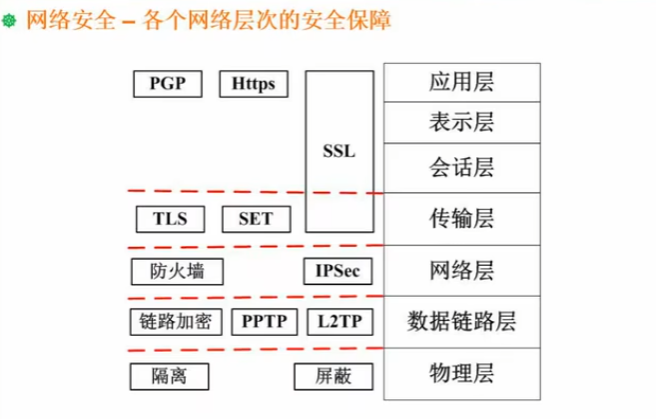 网络安全 – 各个网络层次的安全保障
PGP Https 应用层
表示层
SSL
会话层
TLS SET 传输层
防火墙 IPSec 网络层
链路加密 PPTP L2TP 数据链路层
隔离 屏蔽 物理层